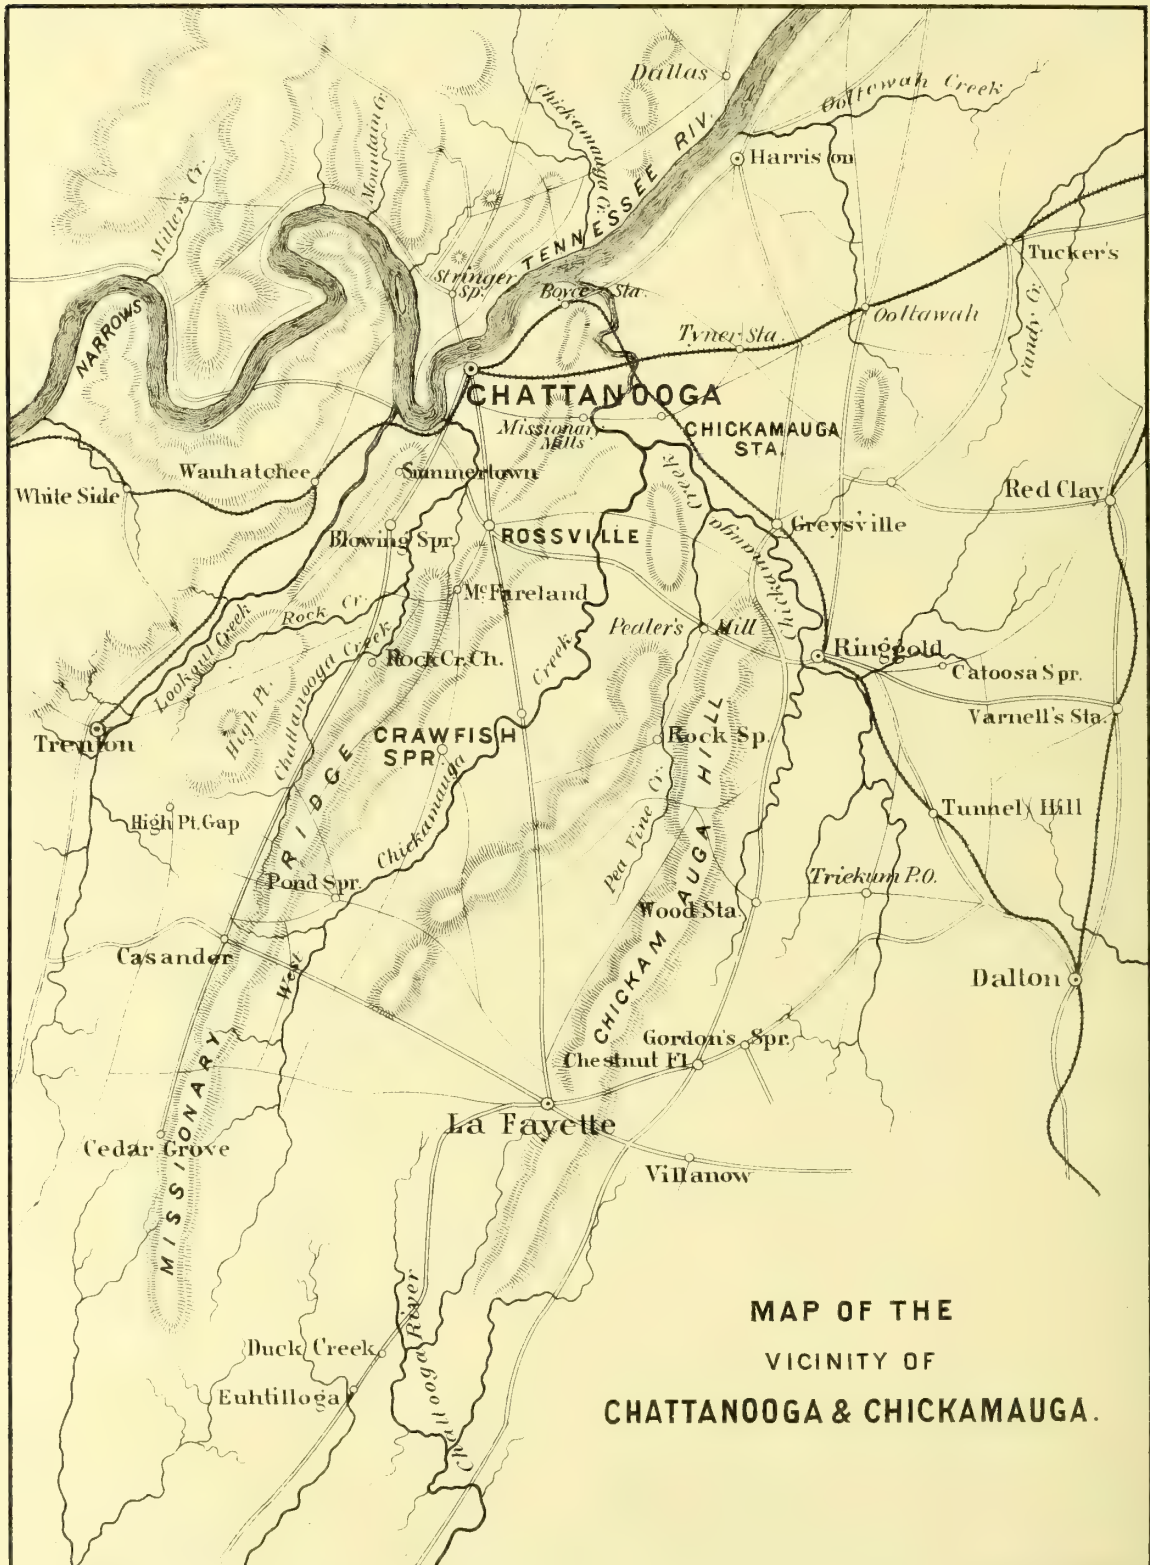 Dallas
Ooltewah Creek
Chickamauga Cr.
Mountain Cr.
TENNESSEE RIV.
Harrison
Miller's Cr.
Tucker's
Stringer
Sp.
Boyce Sta.
Candy Cr.
NARROWS
Ooltawah
Tyner Sta.
CHATTANOOGA
Missionary
Mills
CHICKAMAUGA
STA.
Wauhatchee
Summertown
White Side
Creek
Red Clay
Blowing Spr.
ROSSVILLE
Chickamauga
Greysville
McFareland
Rock Cr.
Lookout Creek
Pealer's Mill
Chattanooga Creek
Rock Cr. Ch.
Creek
Ringgold
Catoosa Spr.
High Pt.
Varnell's Sta.
Trenton
CRAWFISH
SPR.
Rock Sp.
High Pt. Gap
Chickamauga
Pea Vine Cr.
CHICKAMAUGA HILL
Tunnel Hill
Pond Spr.
Trickum P.O.
Wood Sta.
Casander
West
Dalton
MISSIONARY RIDGE
Gordon's Spr.
Chestnut Fl.
La Fayette
Cedar Grove
Villanow
Duck Creek
Chattooga River
Euhtilloga
MAP OF THE
VICINITY OF
CHATTANOOGA & CHICKAMAUGA.